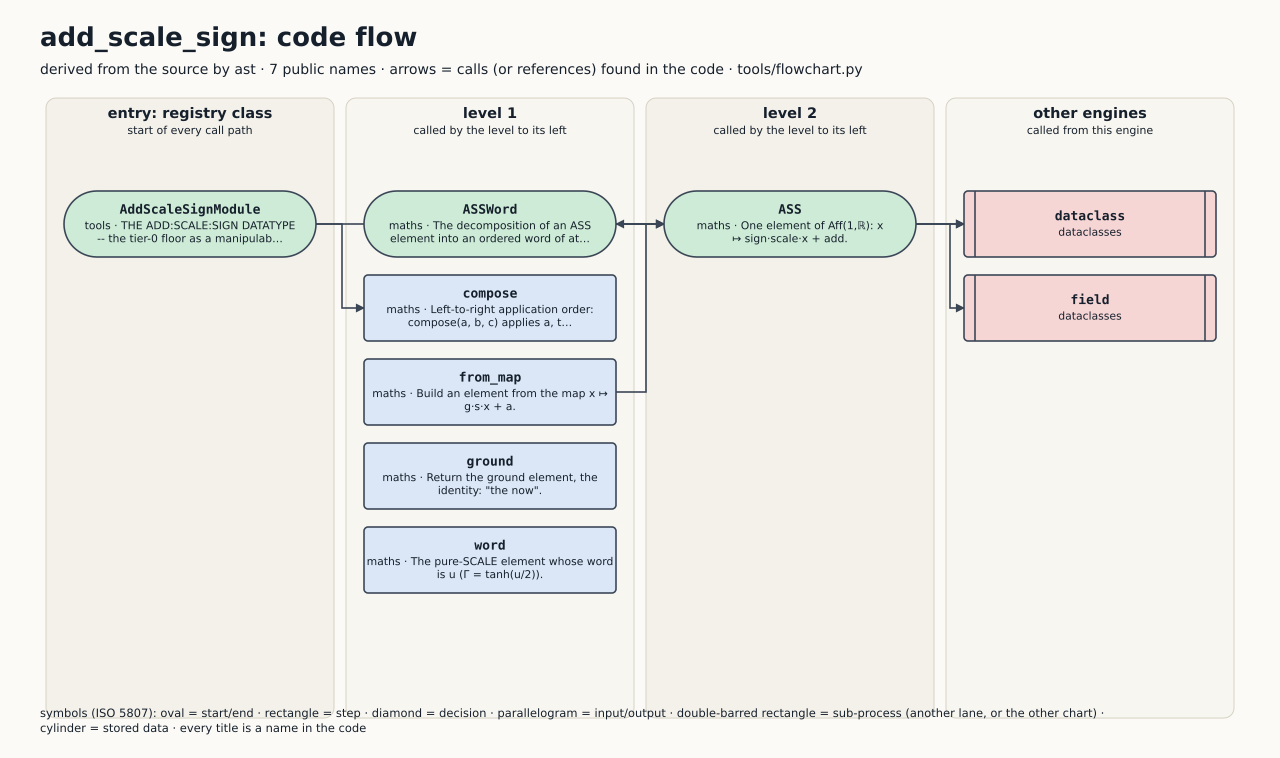 add_scale_sign: code flow
derived from the source by ast · 7 public names · arrows = calls (or references) found in the code · tools/flowchart.py
entry: registry class
start of every call path
level 1
called by the level to its left
level 2
called by the level to its left
other engines
called from this engine
AddScaleSignModule
tools · THE ADD:SCALE:SIGN DATATYPE
-- the tier-0 floor as a manipulab…
ASSWord
maths · The decomposition of an ASS
element into an ordered word of at…
ASS
maths · One element of Aff(1,ℝ): x
↦ sign·scale·x + add.
dataclass
dataclasses
compose
maths · Left-to-right application order:
compose(a, b, c) applies a, t…
field
dataclasses
from_map
maths · Build an element from the map x ↦
g·s·x + a.
ground
maths · Return the ground element, the
identity: "the now".
word
maths · The pure-SCALE element whose word
is u (Γ = tanh(u/2)).
symbols (ISO 5807): oval = start/end · rectangle = step · diamond = decision · parallelogram = input/output · double-barred rectangle = sub-process (another lane, or the other chart) ·
cylinder = stored data · every title is a name in the code